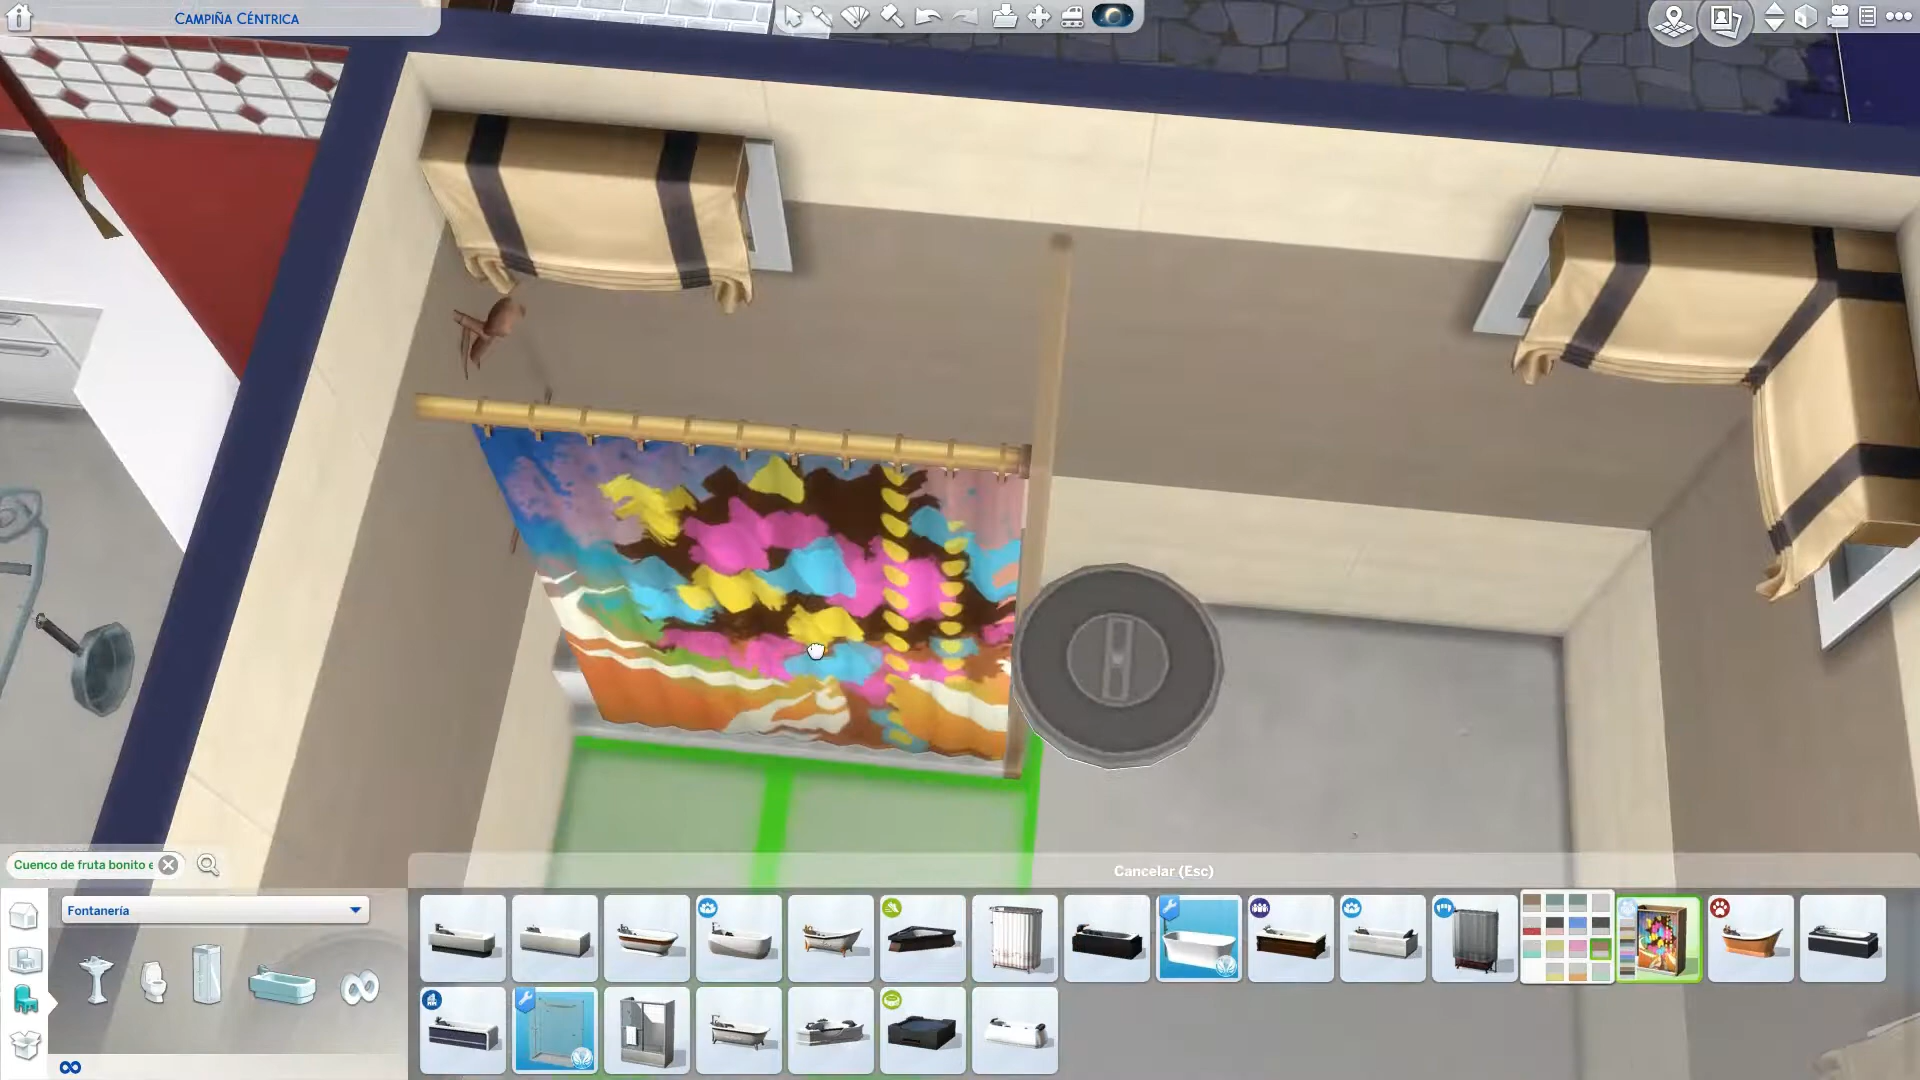 CAMPIÑA CÉNTRICA
Cuenco de fruta bonito e
Cancelar (Esc)
Fontanería